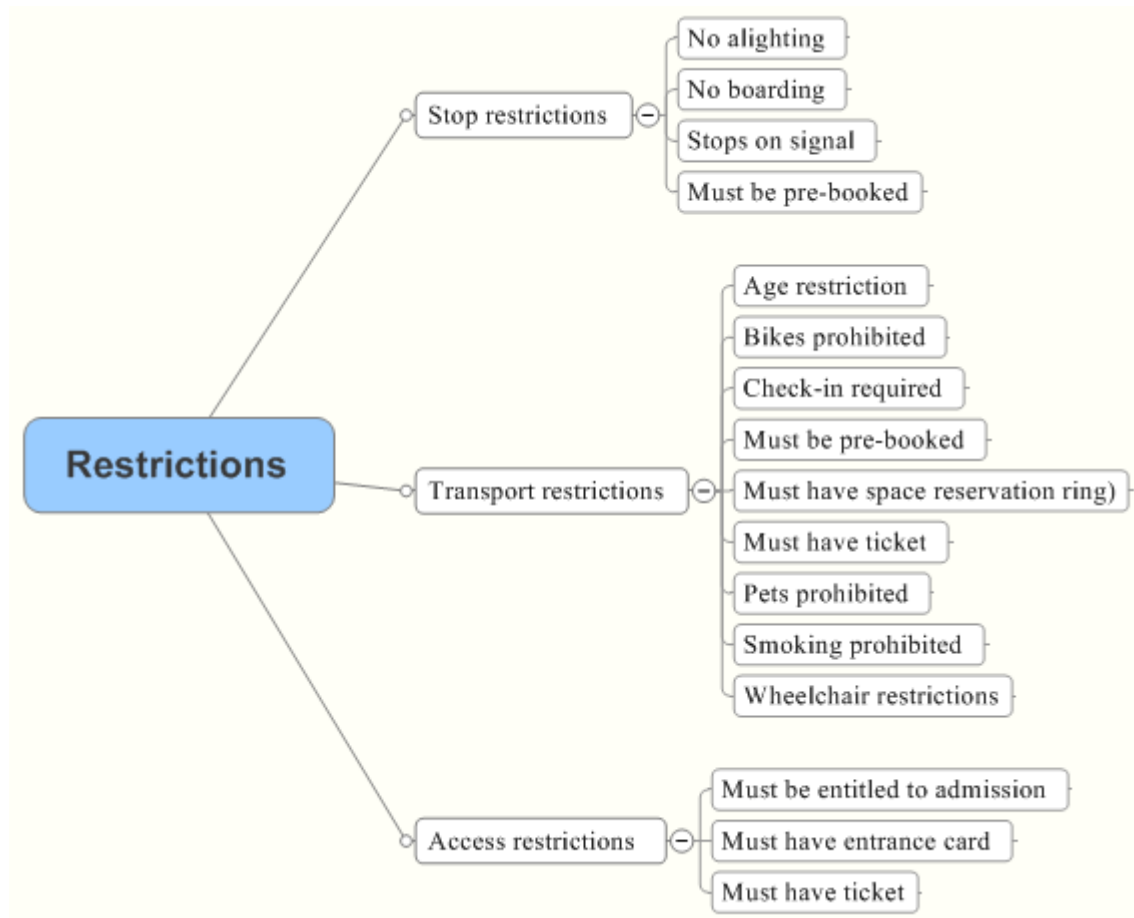 Restrictions
Stop restrictions
No alighting
No boarding
Stops on signal
Must be pre-booked
Transport restrictions
Age restriction
Bikes prohibited
Check-in required
Must be pre-booked
Must have space reservation ring)
Must have ticket
Pets prohibited
Smoking prohibited
Wheelchair restrictions
Access restrictions
Must be entitled to admission
Must have entrance card
Must have ticket